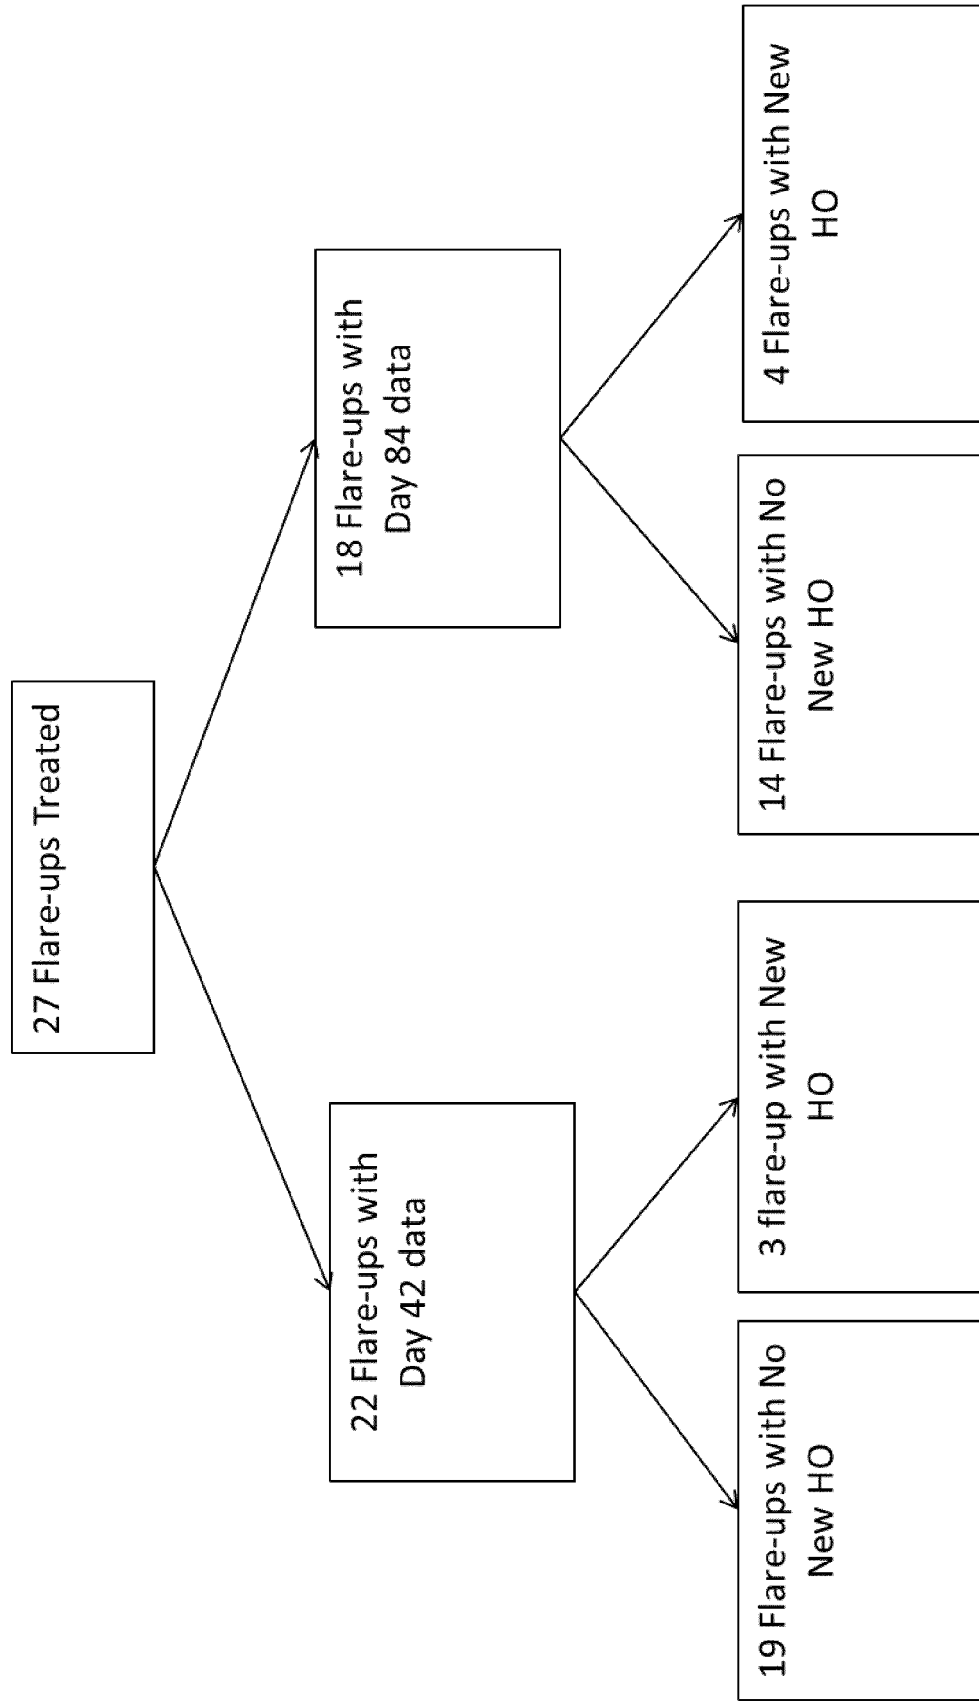 27 Flare-ups Treated
22 Flare-ups with
Day 42 data
18 Flare-ups with
Day 84 data
19 Flare-ups with No
New HO
3 flare-up with New
HO
14 Flare-ups with No
New HO
4 Flare-ups with New
HO